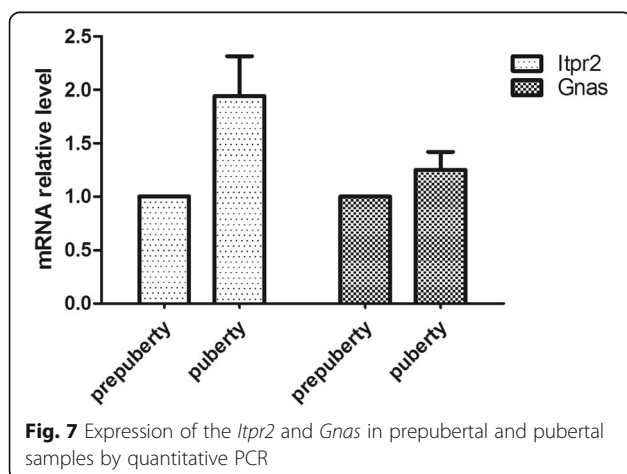 mRNA relative level
2.5
2.0
1.5
1.0
0.5
0.0
prepuberty
puberty
prepuberty
puberty
Itpr2
Gnas
Fig. 7 Expression of the Itpr2 and Gnas in prepubertal and pubertal
samples by quantitative PCR